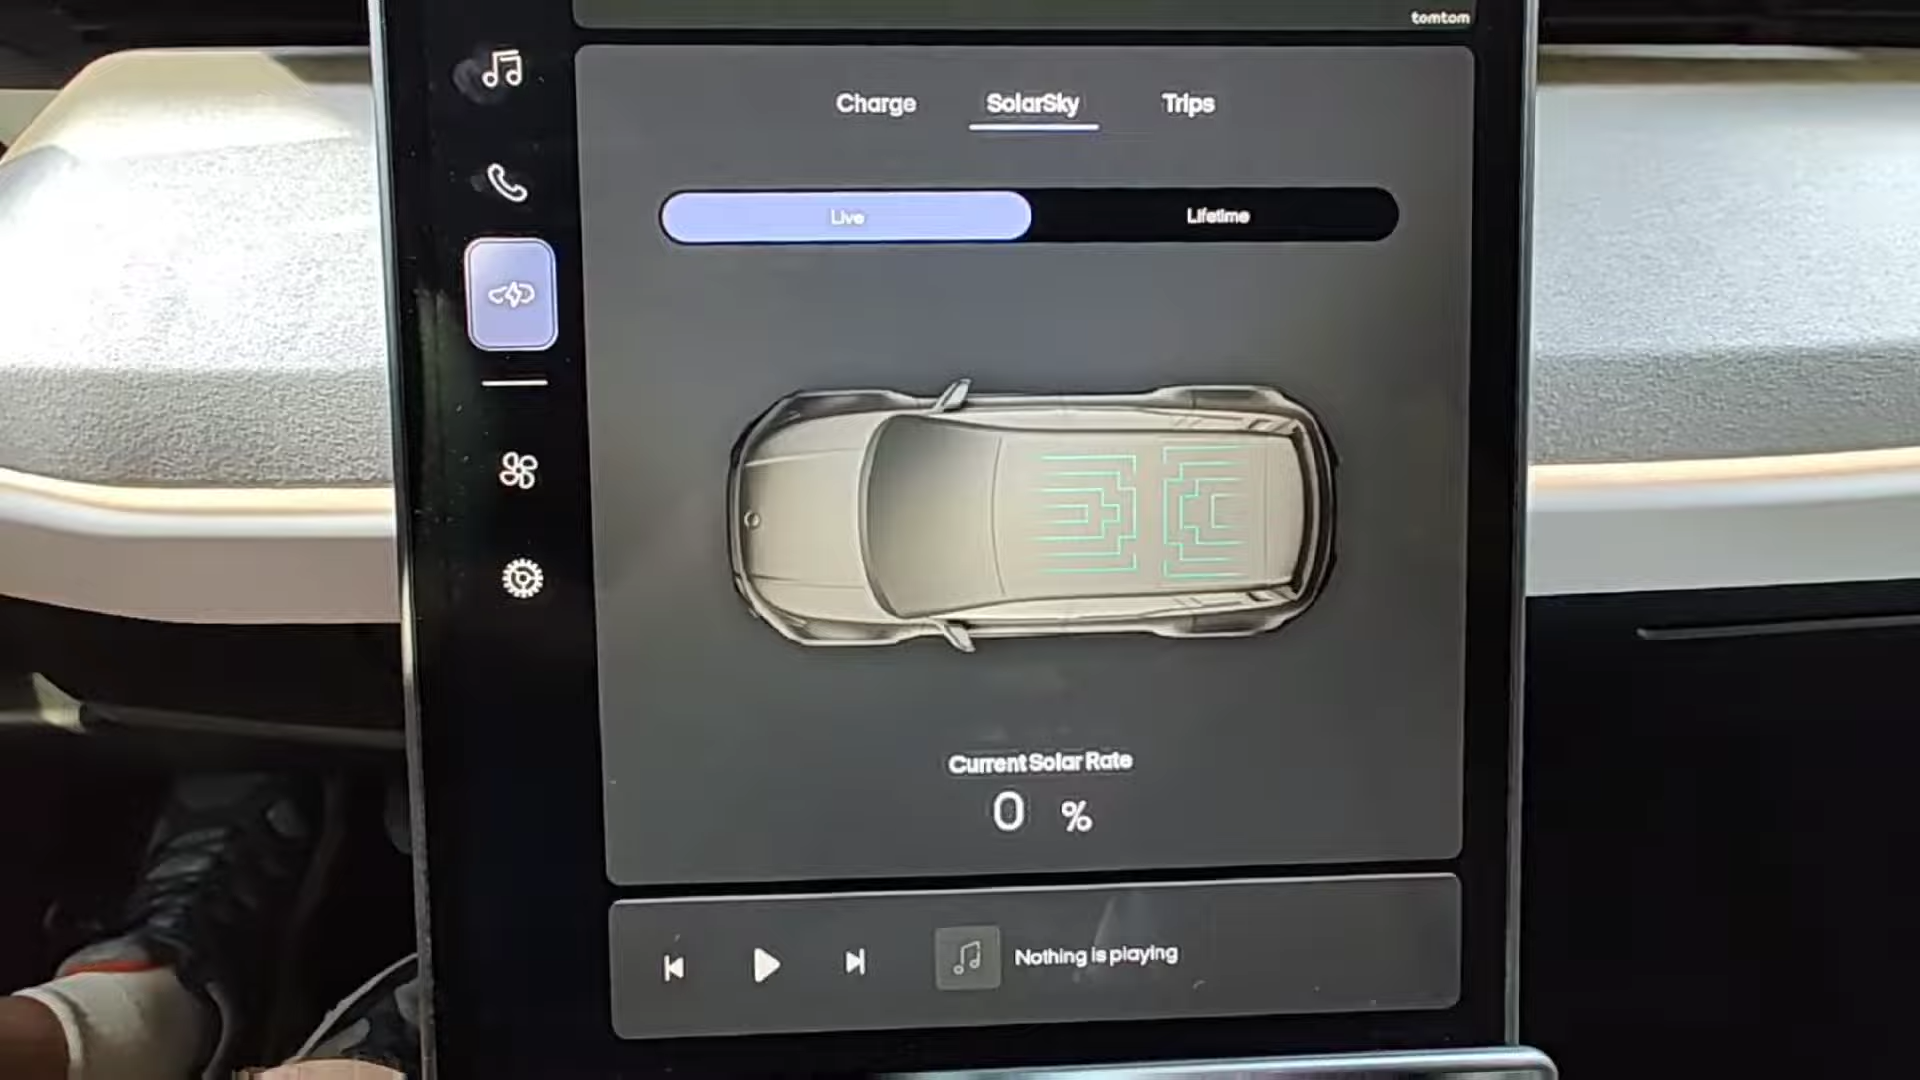 tomtom
Charge SolarSky Trips
Live Lifetime
Current Solar Rate
0 %
Nothing is playing